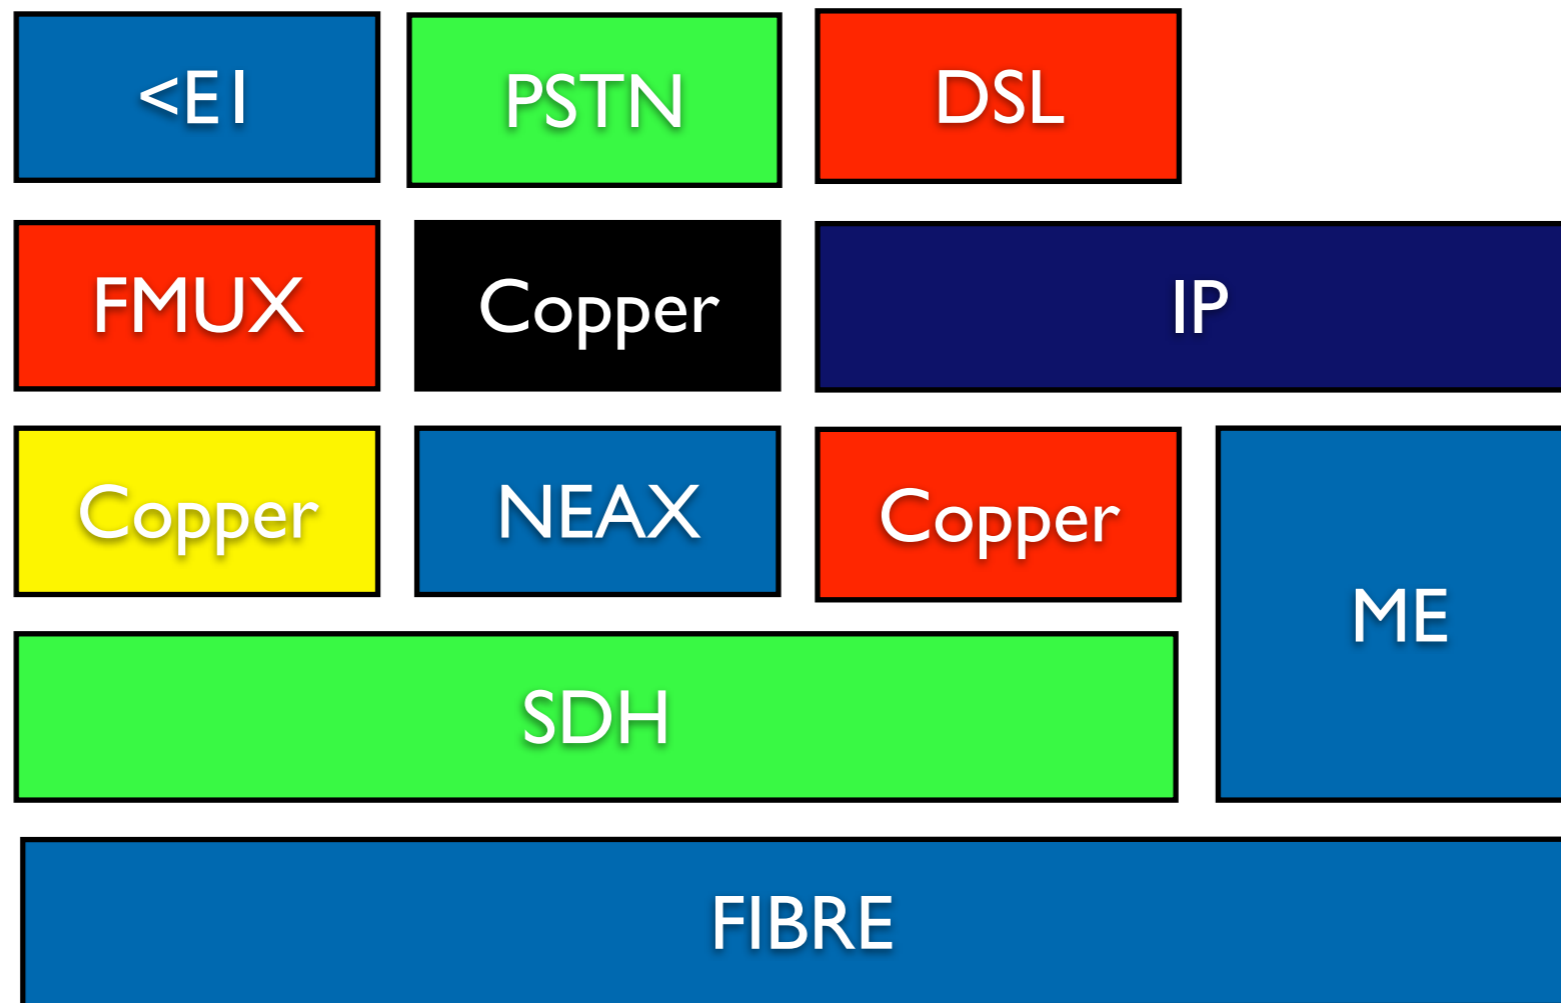 <E1
PSTN
DSL
FMUX
Copper
IP
Copper
NEAX
Copper
ME
SDH
FIBRE